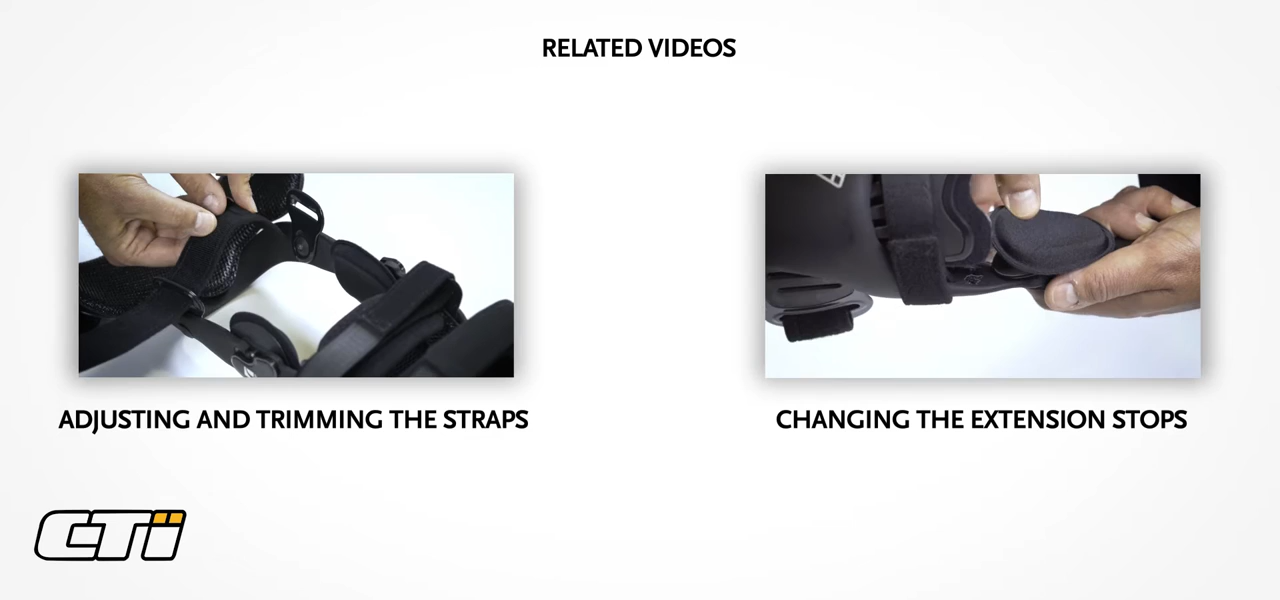 RELATED VIDEOS
ADJUSTING AND TRIMMING THE STRAPS
CHANGING THE EXTENSION STOPS
CTi